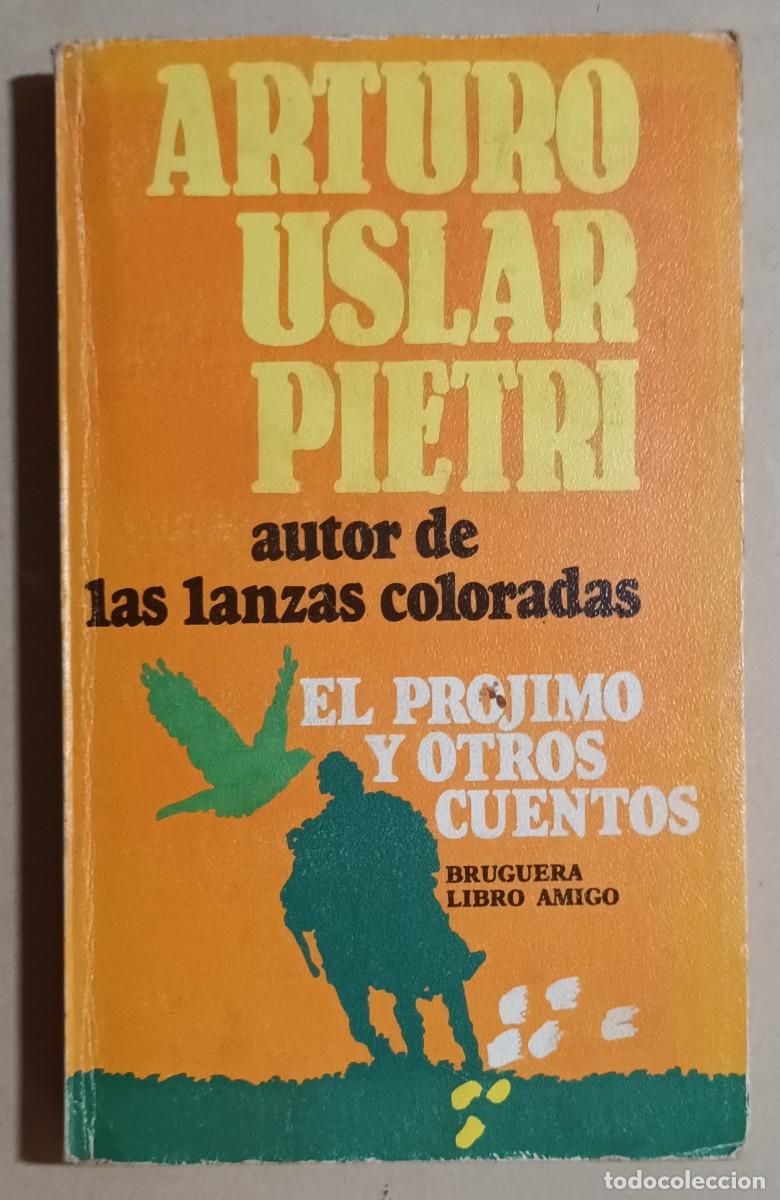 ARTURO
USLAR
PIETRI
autor de
las lanzas coloradas
EL PROJIMO
Y OTROS
CUENTOS
BRUGUERA
LIBRO AMIGO
todocoleccion